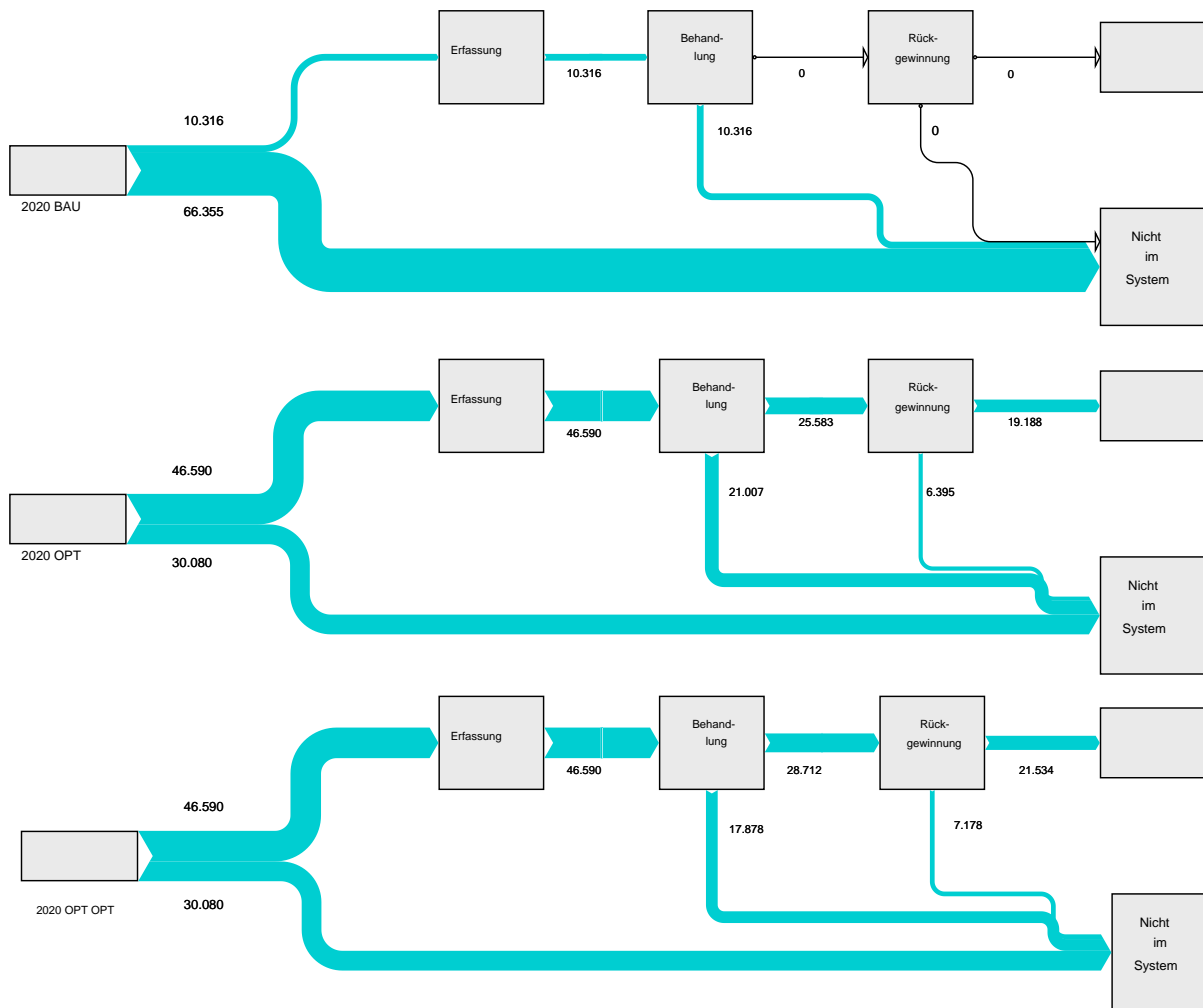 Erfassung
Behand-
lung
Rück-
gewinnung
10.316
0
0
10.316
10.316
0
2020 BAU
66.355
Nicht
im
System
Erfassung
Behand-
lung
Rück-
gewinnung
46.590
25.583
19.188
46.590
21.007
6.395
2020 OPT
30.080
Nicht
im
System
Erfassung
Behand-
lung
Rück-
gewinnung
46.590
28.712
21.534
46.590
17.878
7.178
2020 OPT OPT
30.080
Nicht
im
System